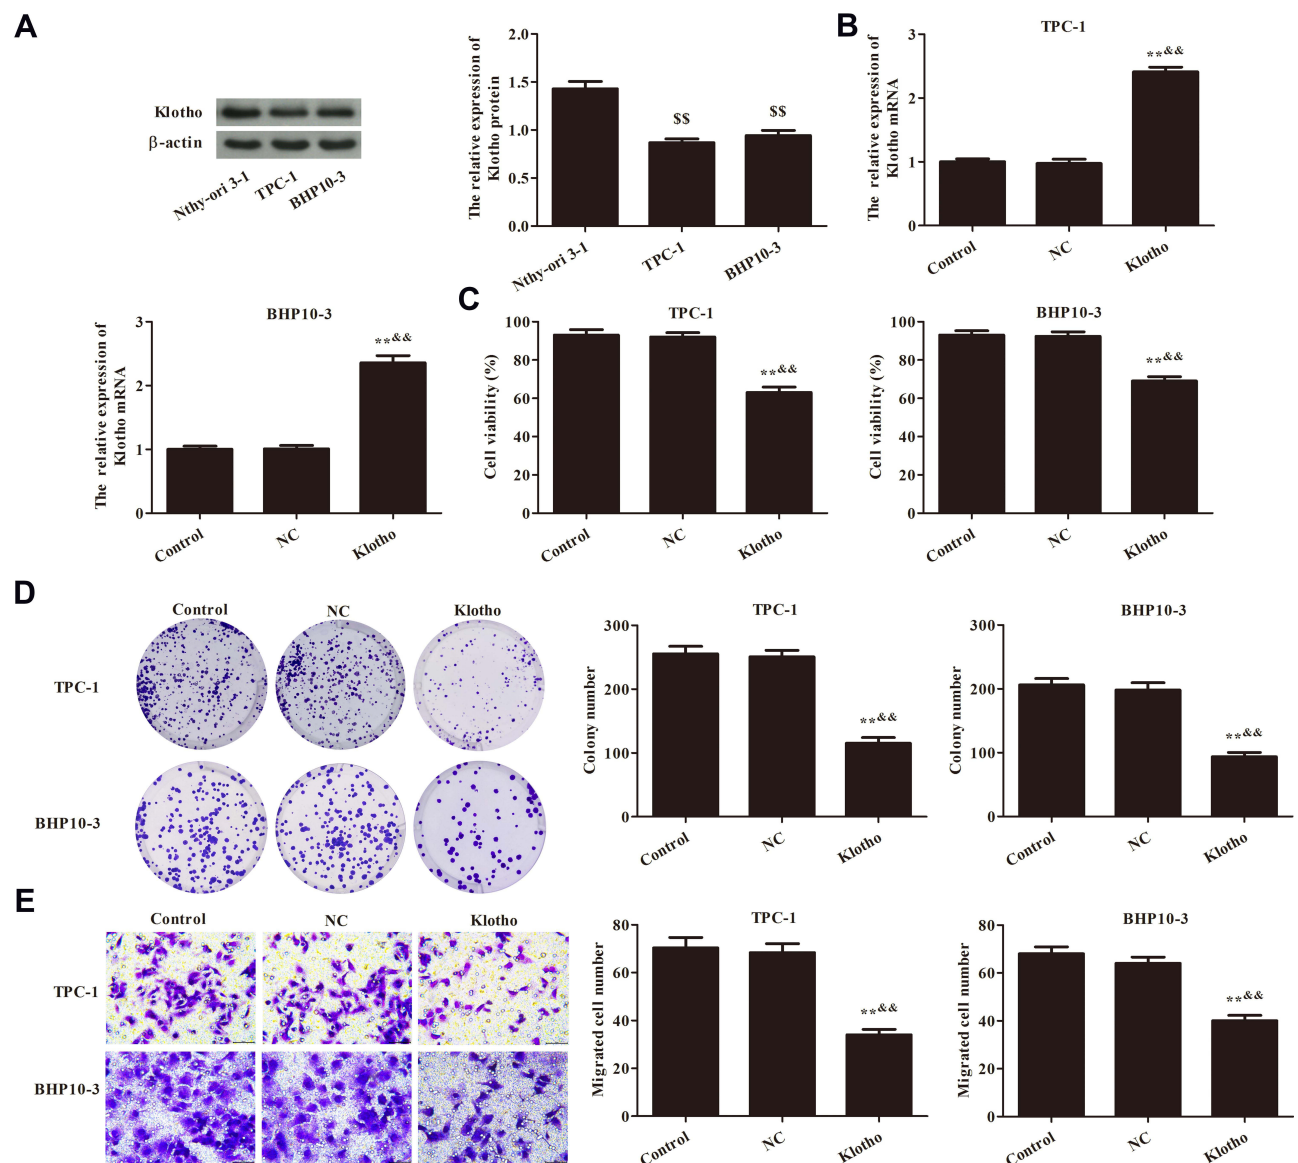 A
Klotho
β-actin
Nthy-ori 3-1
TPC-1
BHP10-3
The relative expression of
Klotho protein
2.0
1.5
1.0
0.5
0.0
$$
$$
Nthy-ori 3-1
TPC-1
BHP10-3
B
TPC-1
The relative expression of
Klotho mRNA
3
2
1
0
**&&
Control
NC
Klotho
BHP10-3
The relative expression of
Klotho mRNA
3
2
1
0
**&&
Control
NC
Klotho
C
TPC-1
Cell viability (%)
100
80
60
40
20
0
**&&
Control
NC
Klotho
BHP10-3
Cell viability (%)
100
80
60
40
20
0
**&&
Control
NC
Klotho
D
Control
NC
Klotho
TPC-1
BHP10-3
TPC-1
Colony number
300
200
100
0
**&&
Control
NC
Klotho
BHP10-3
Colony number
300
200
100
0
**&&
Control
NC
Klotho
E
Control
NC
Klotho
TPC-1
BHP10-3
TPC-1
Migrated cell number
80
60
40
20
0
**&&
Control
NC
Klotho
BHP10-3
Migrated cell number
80
60
40
20
0
**&&
Control
NC
Klotho